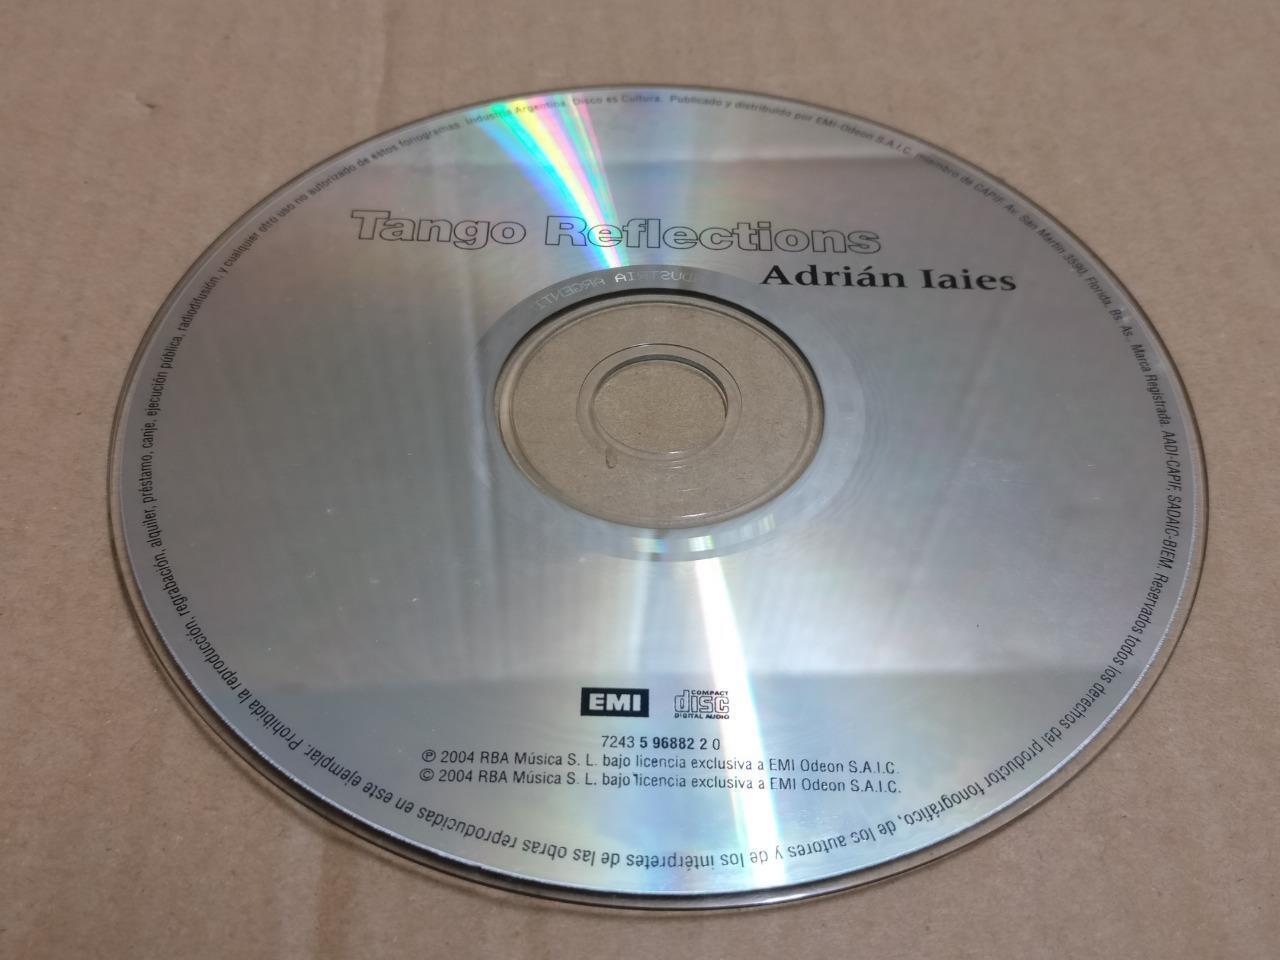 Tango Reflections
Adrián Iaies
EMI
COMPACT
disc
DIGITAL AUDIO
7243 5 96882 2 0
℗ 2004 RBA Música S. L. bajo licencia exclusiva a EMI Odeon S.A.I.C.
© 2004 RBA Música S. L. bajo licencia exclusiva a EMI Odeon S.A.I.C.
Industria Argentina. Disco es Cultura. Publicado y distribuido por EMI-Odeon S.A.I.C. miembro de CAPIF. Av. San Martín 3590, Florida, Bs. As., Marca Registrada. AADI-CAPIF, SADAIC-BIEM. Reservados todos los derechos del productor fonográfico, de los autores y de los intérpretes de las obras reproducidas en este ejemplar. Prohibida la reproducción, regrabación, alquiler, préstamo, canje, ejecución pública, radiodifusión, y cualquier otro uso no autorizado de estos fonogramas.